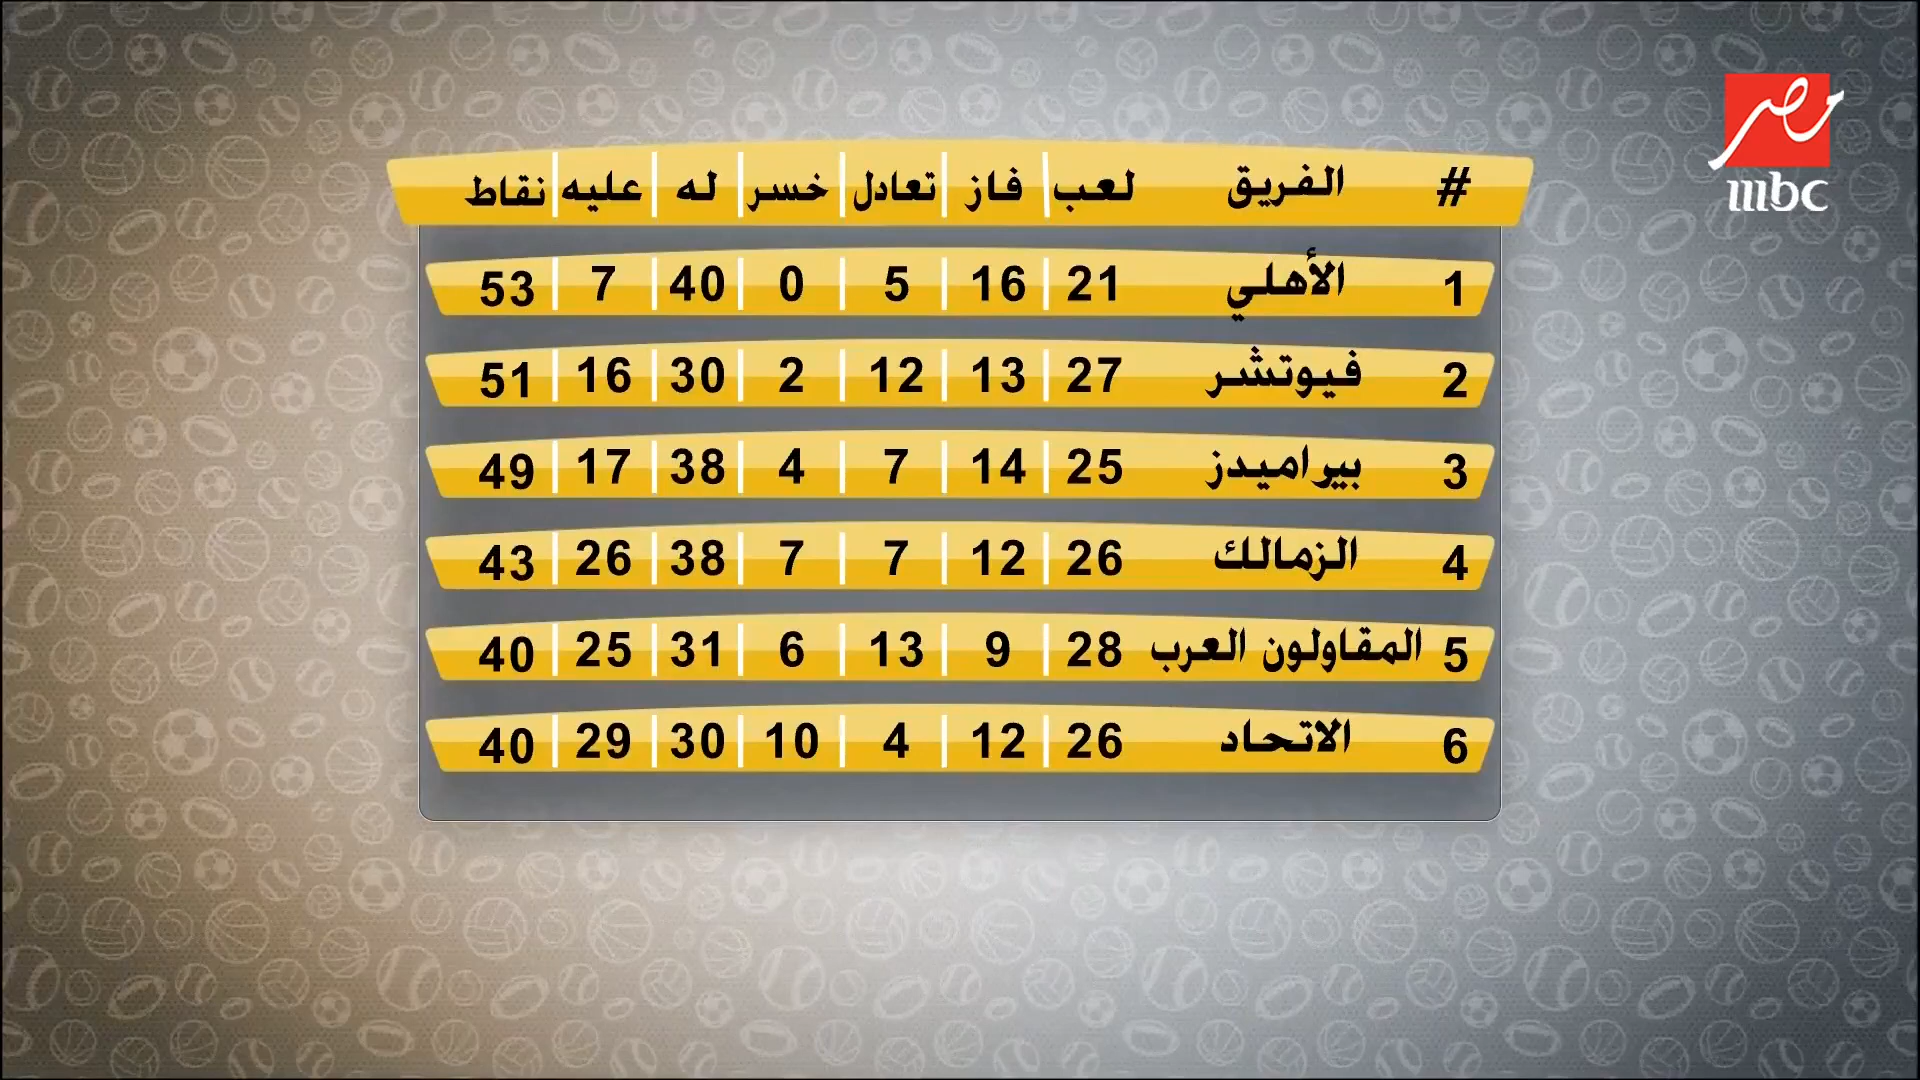 مصر
mbc
# الفريق لعب فاز تعادل خسر له عليه نقاط
1 الأهلي 21 16 5 0 40 7 53
2 فيوتشر 27 13 12 2 30 16 51
3 بيراميدز 25 14 7 4 38 17 49
4 الزمالك 26 12 7 7 38 26 43
5 المقاولون العرب 28 9 13 6 31 25 40
6 الاتحاد 26 12 4 10 30 29 40